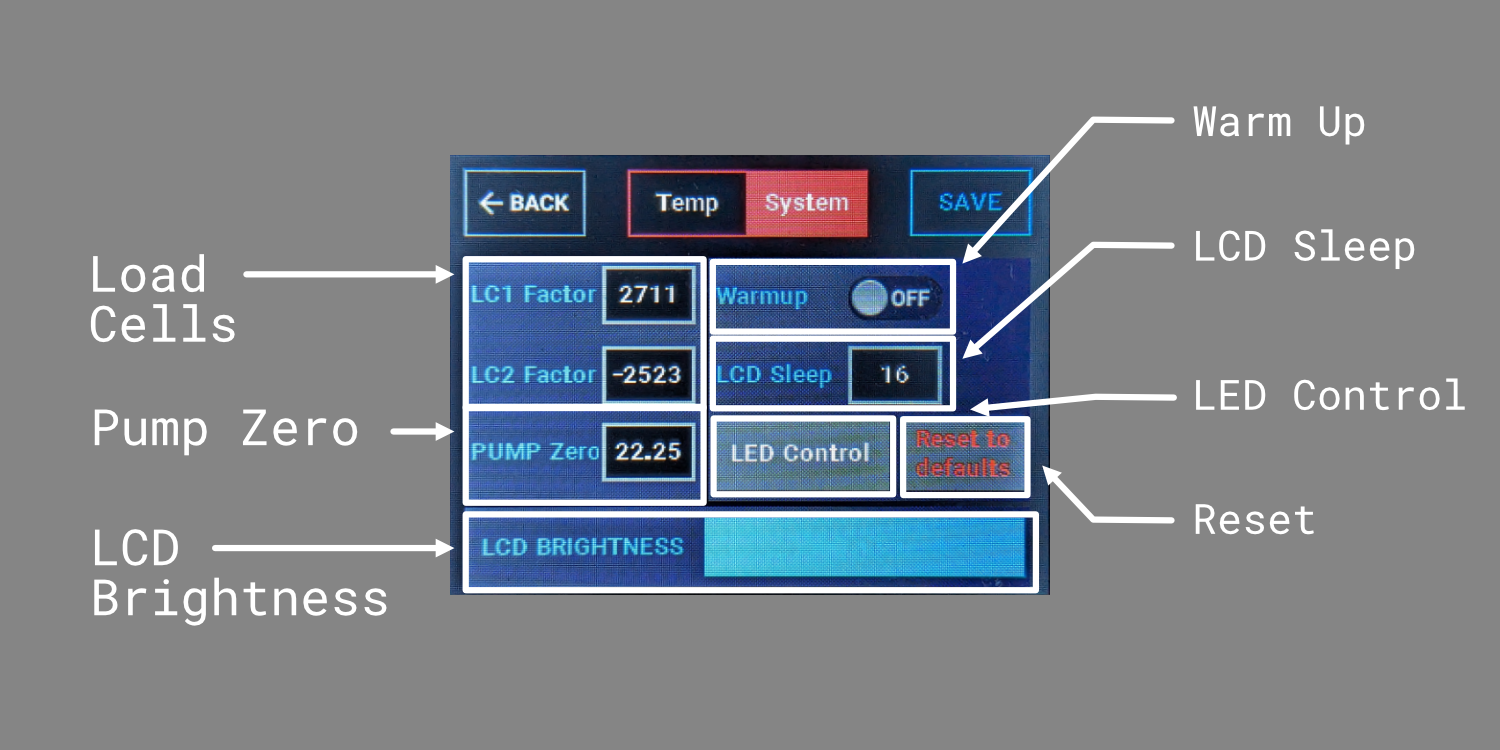 Warm Up
← BACK
Temp
System
SAVE
LCD Sleep
Load
Cells
LC1 Factor
2711
Warmup
OFF
LC2 Factor
-2523
LCD Sleep
16
LED Control
Pump Zero
PUMP Zero
22.25
LED Control
Reset to
defaults
Reset
LCD
Brightness
LCD BRIGHTNESS